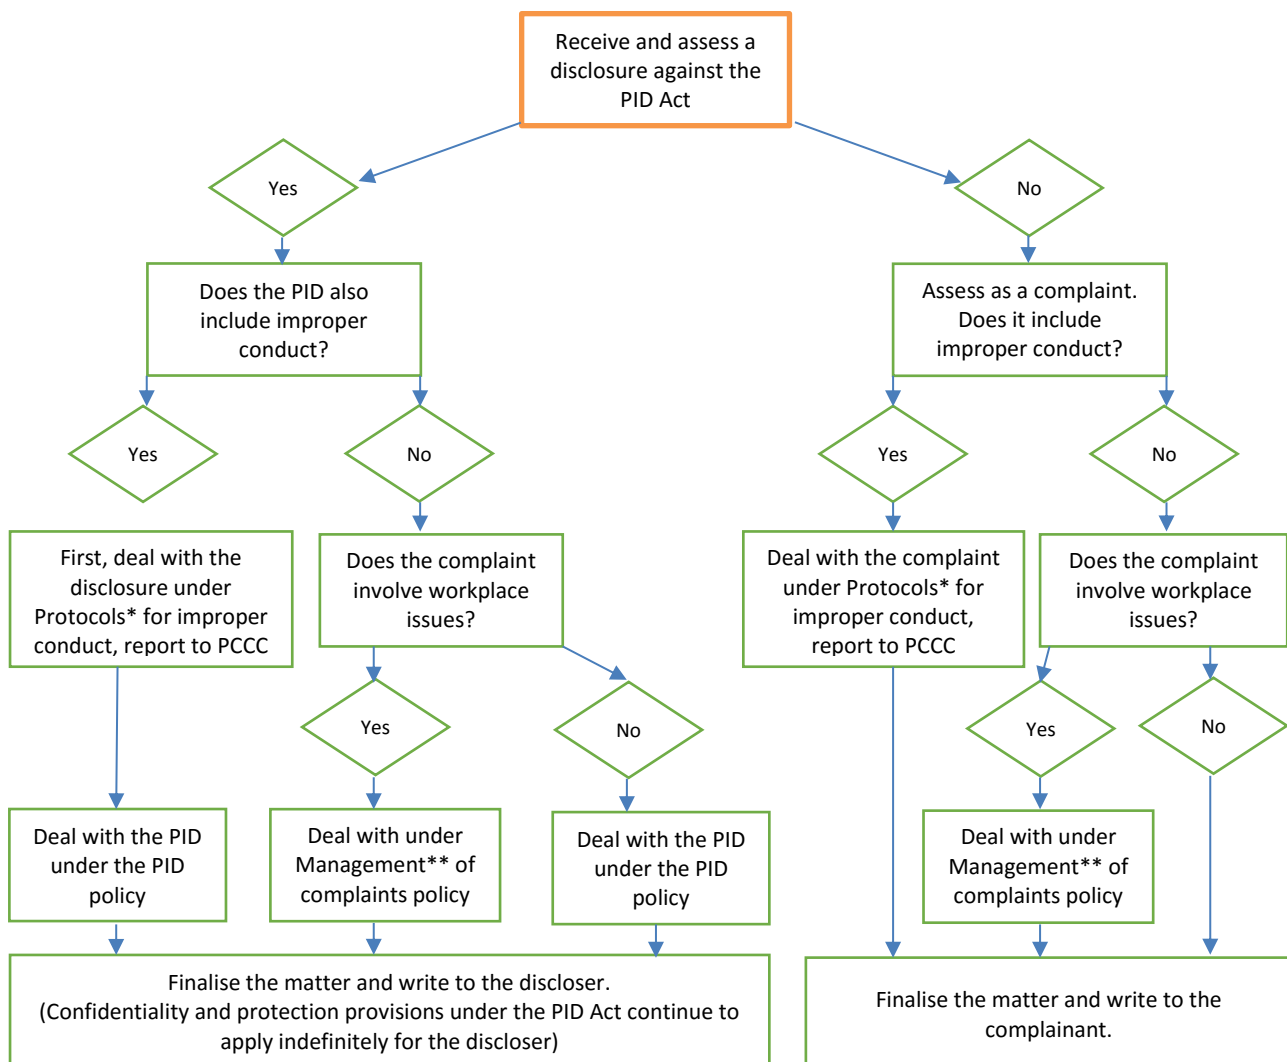 Receive and assess a
disclosure against the
PID Act
Yes
No
Does the PID also
include improper
conduct?
Assess as a complaint.
Does it include
improper conduct?
Yes
No
Yes
No
First, deal with the
disclosure under
Protocols* for improper
conduct, report to PCCC
Does the complaint
involve workplace
issues?
Deal with the complaint
under Protocols* for
improper conduct,
report to PCCC
Does the complaint
involve workplace
issues?
Yes
No
Yes
No
Deal with the PID
under the PID
policy
Deal with under
Management** of
complaints policy
Deal with the PID
under the PID
policy
Deal with under
Management** of
complaints policy
Finalise the matter and write to the discloser.
(Confidentiality and protection provisions under the PID Act continue to
apply indefinitely for the discloser)
Finalise the matter and write to the
complainant.